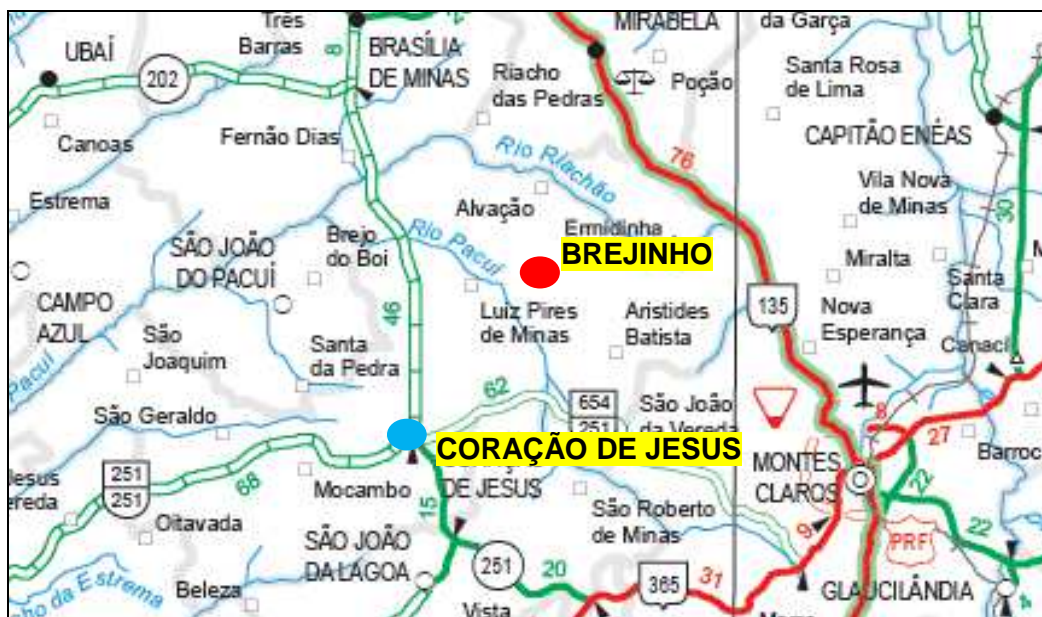 Três
Barras
UBAÍ
8
BRASÍLIA
DE MINAS
202
Canoas
Fernão Dias
Estrema
Riacho
das Pedras
MIRABELA
Poção
da Garça
Santa Rosa
de Lima
CAPITÃO ENÉAS
76
Rio Riachão
Alvação
Ermidinha
Vila Nova
de Minas
30
SÃO JOÃO
DO PACUÍ
Brejo
do Boi
Rio Pacuí
BREJINHO
Miralta
Santa
Clara
CAMPO
AZUL
46
Luiz Pires
de Minas
Aristides
Batista
135
Nova
Esperança
Canaci
São
Joaquim
Santa
da Pedra
Pacuí
62
654
251
São João
da Vereda
8
27
São Geraldo
CORAÇÃO DE JESUS
DE JESUS
Barroc
251
251
68
Mocambo
15
MONTES
CLAROS
22
Jesus
ereda
Oitavada
São Roberto
de Minas
9
22
PRF
SÃO JOÃO
DA LAGOA
251
20
365
31
GLAUCILÂNDIA
4
ho da Estrema
Beleza
Vista